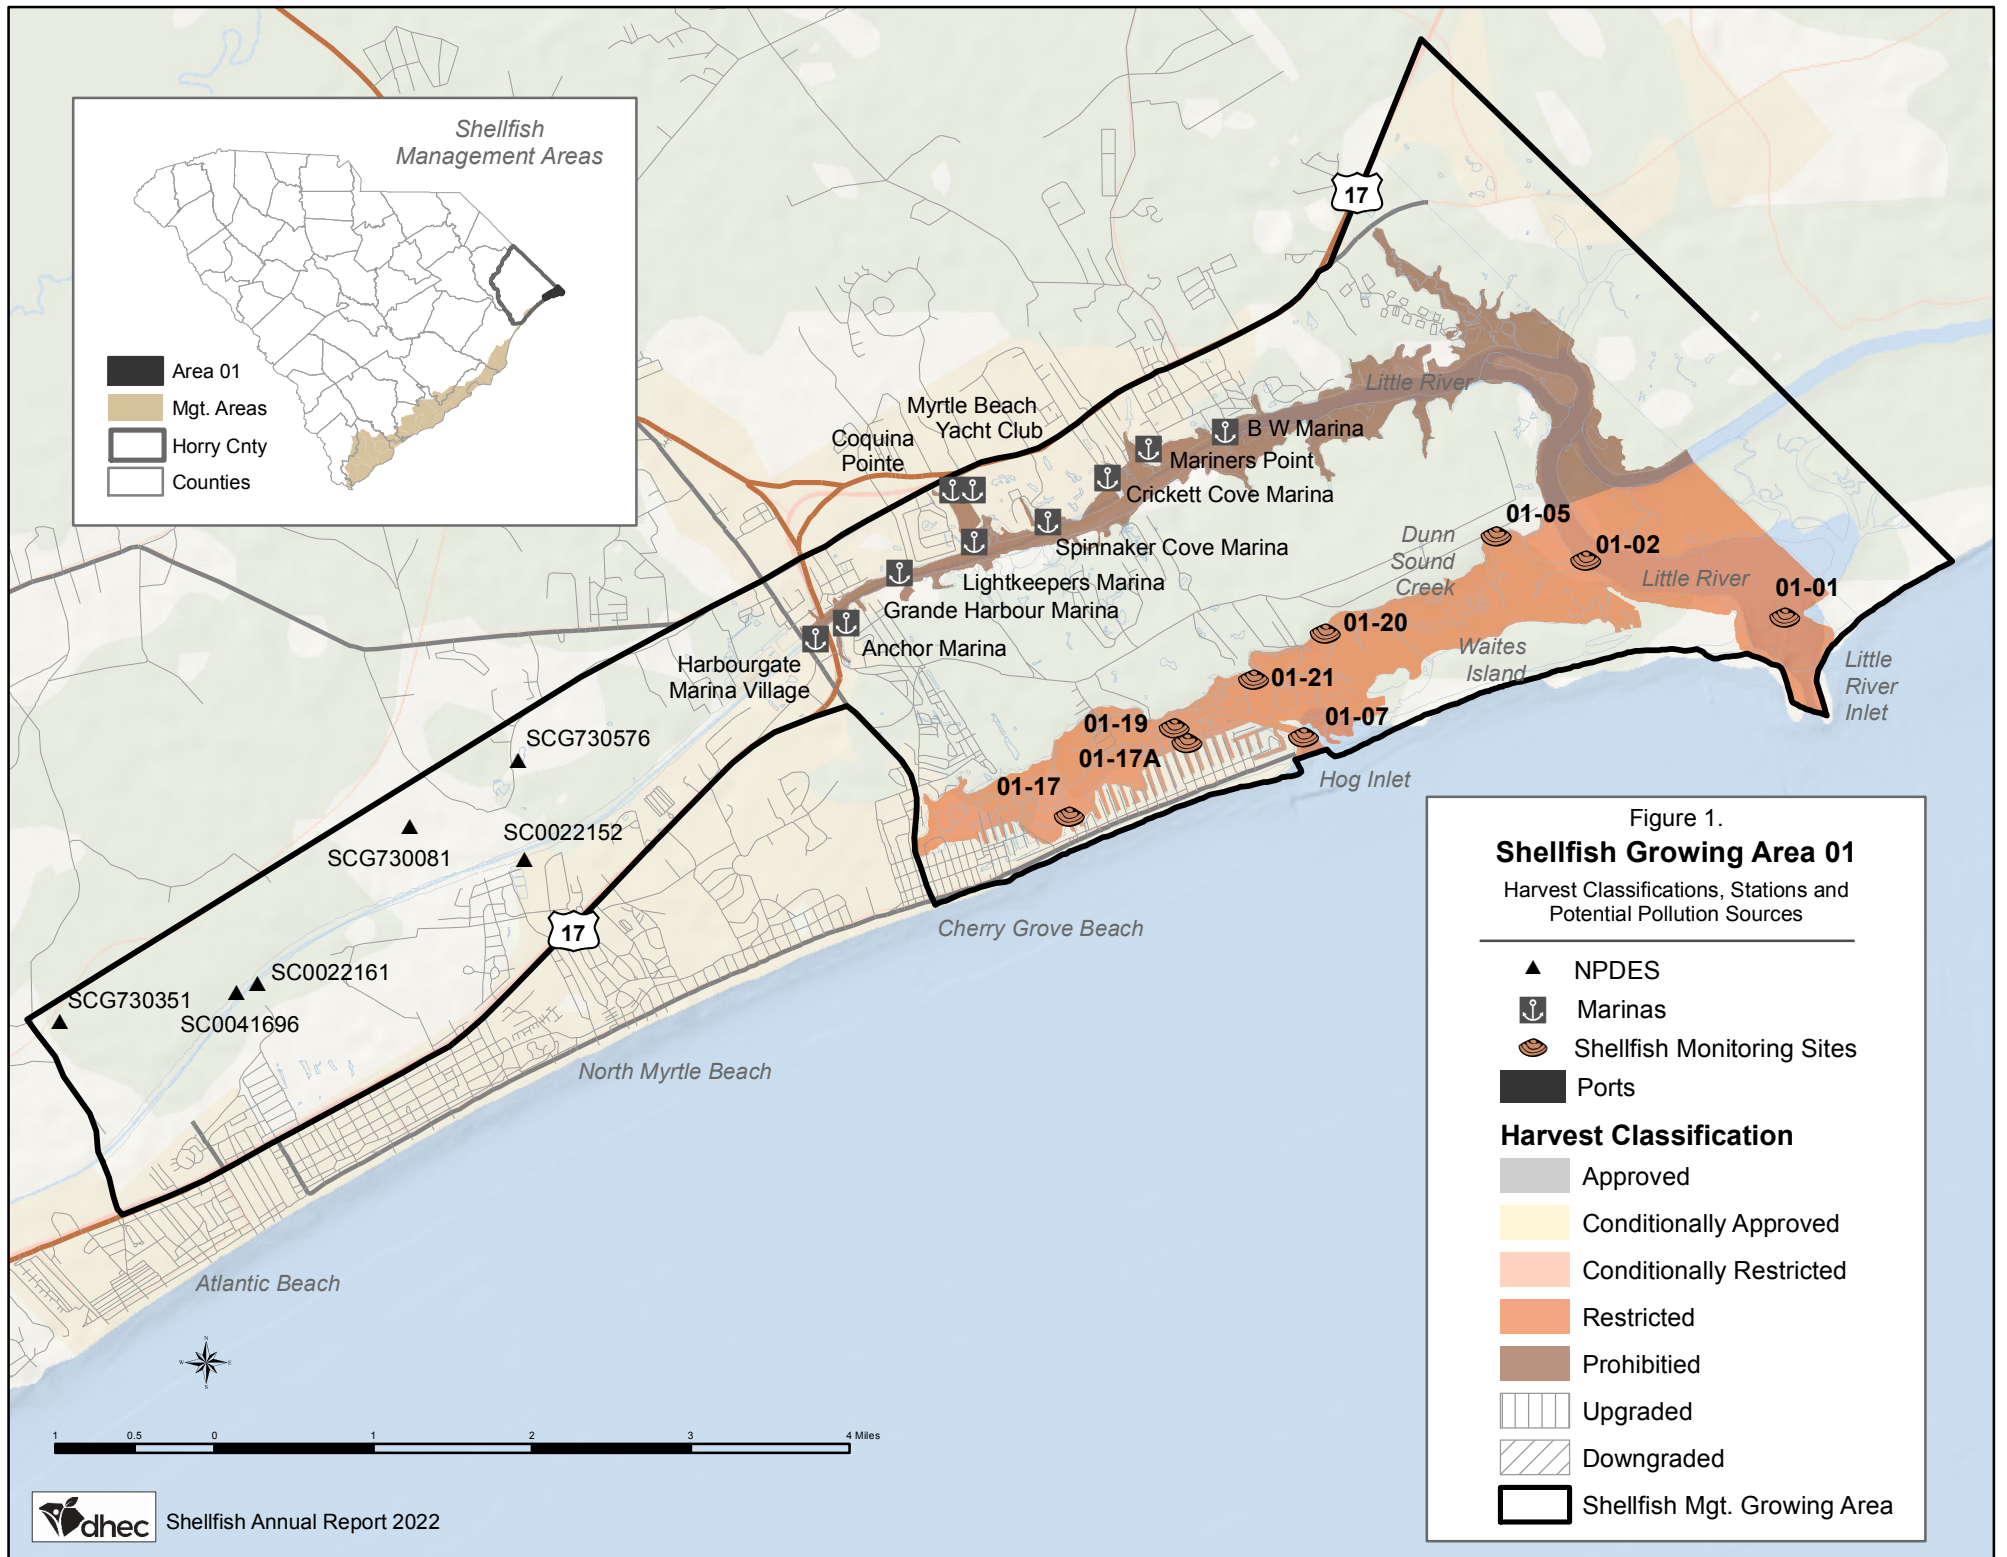 Shellfish
Management Areas
Area 01
Mgt. Areas
Horry Cnty
Counties
17
Little River
Myrtle Beach
Yacht Club
Coquina
Pointe
B W Marina
Mariners Point
Crickett Cove Marina
Spinnaker Cove Marina
Lightkeepers Marina
Grande Harbour Marina
Anchor Marina
Harbourgate
Marina Village
Dunn
Sound
Creek
01-05
01-02
Little River
01-01
01-20
Waites
Island
Little
River
Inlet
01-21
01-19
01-07
01-17A
01-17
Hog Inlet
SCG730576
SCG730081
SC0022152
17
SC0022161
SCG730351
SC0041696
Cherry Grove Beach
North Myrtle Beach
Atlantic Beach
N
W
E
S
1 0.5 0 1 2 3 4 Miles
dhec
Shellfish Annual Report 2022
Figure 1.
Shellfish Growing Area 01
Harvest Classifications, Stations and
Potential Pollution Sources
NPDES
Marinas
Shellfish Monitoring Sites
Ports
Harvest Classification
Approved
Conditionally Approved
Conditionally Restricted
Restricted
Prohibitied
Upgraded
Downgraded
Shellfish Mgt. Growing Area